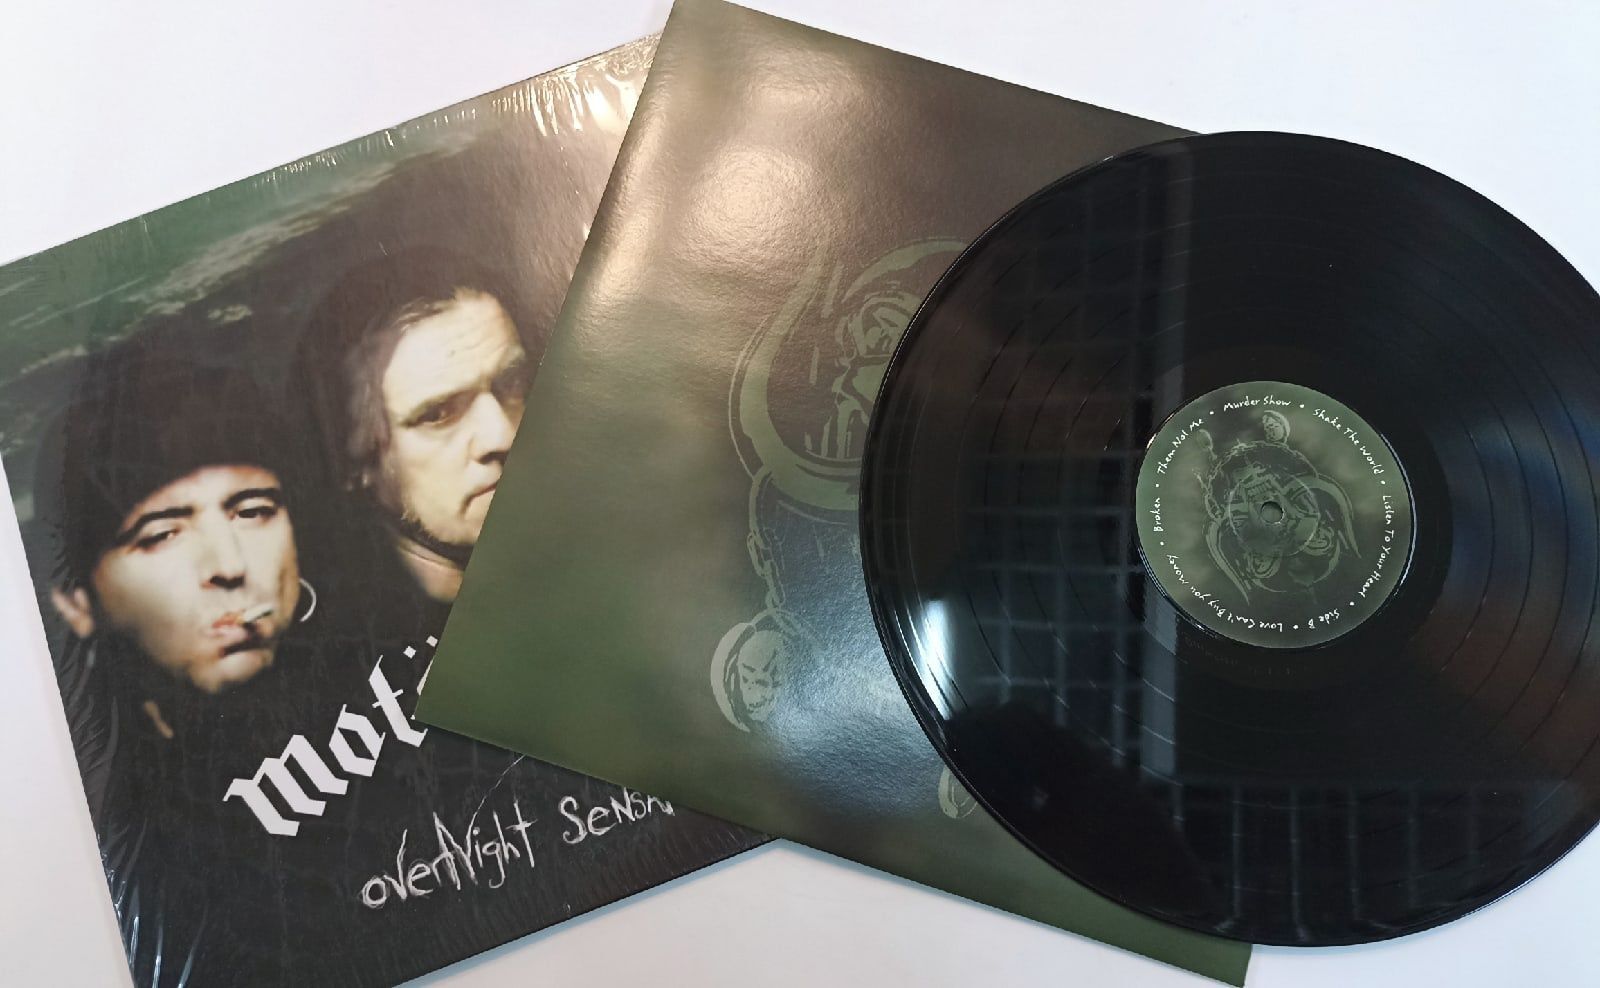 Motö
overNight Sensa
Side B • Love Can't Buy you Money • Broken • Them Not Me • Murder Show • Shake The World • Listen To Your Heart •